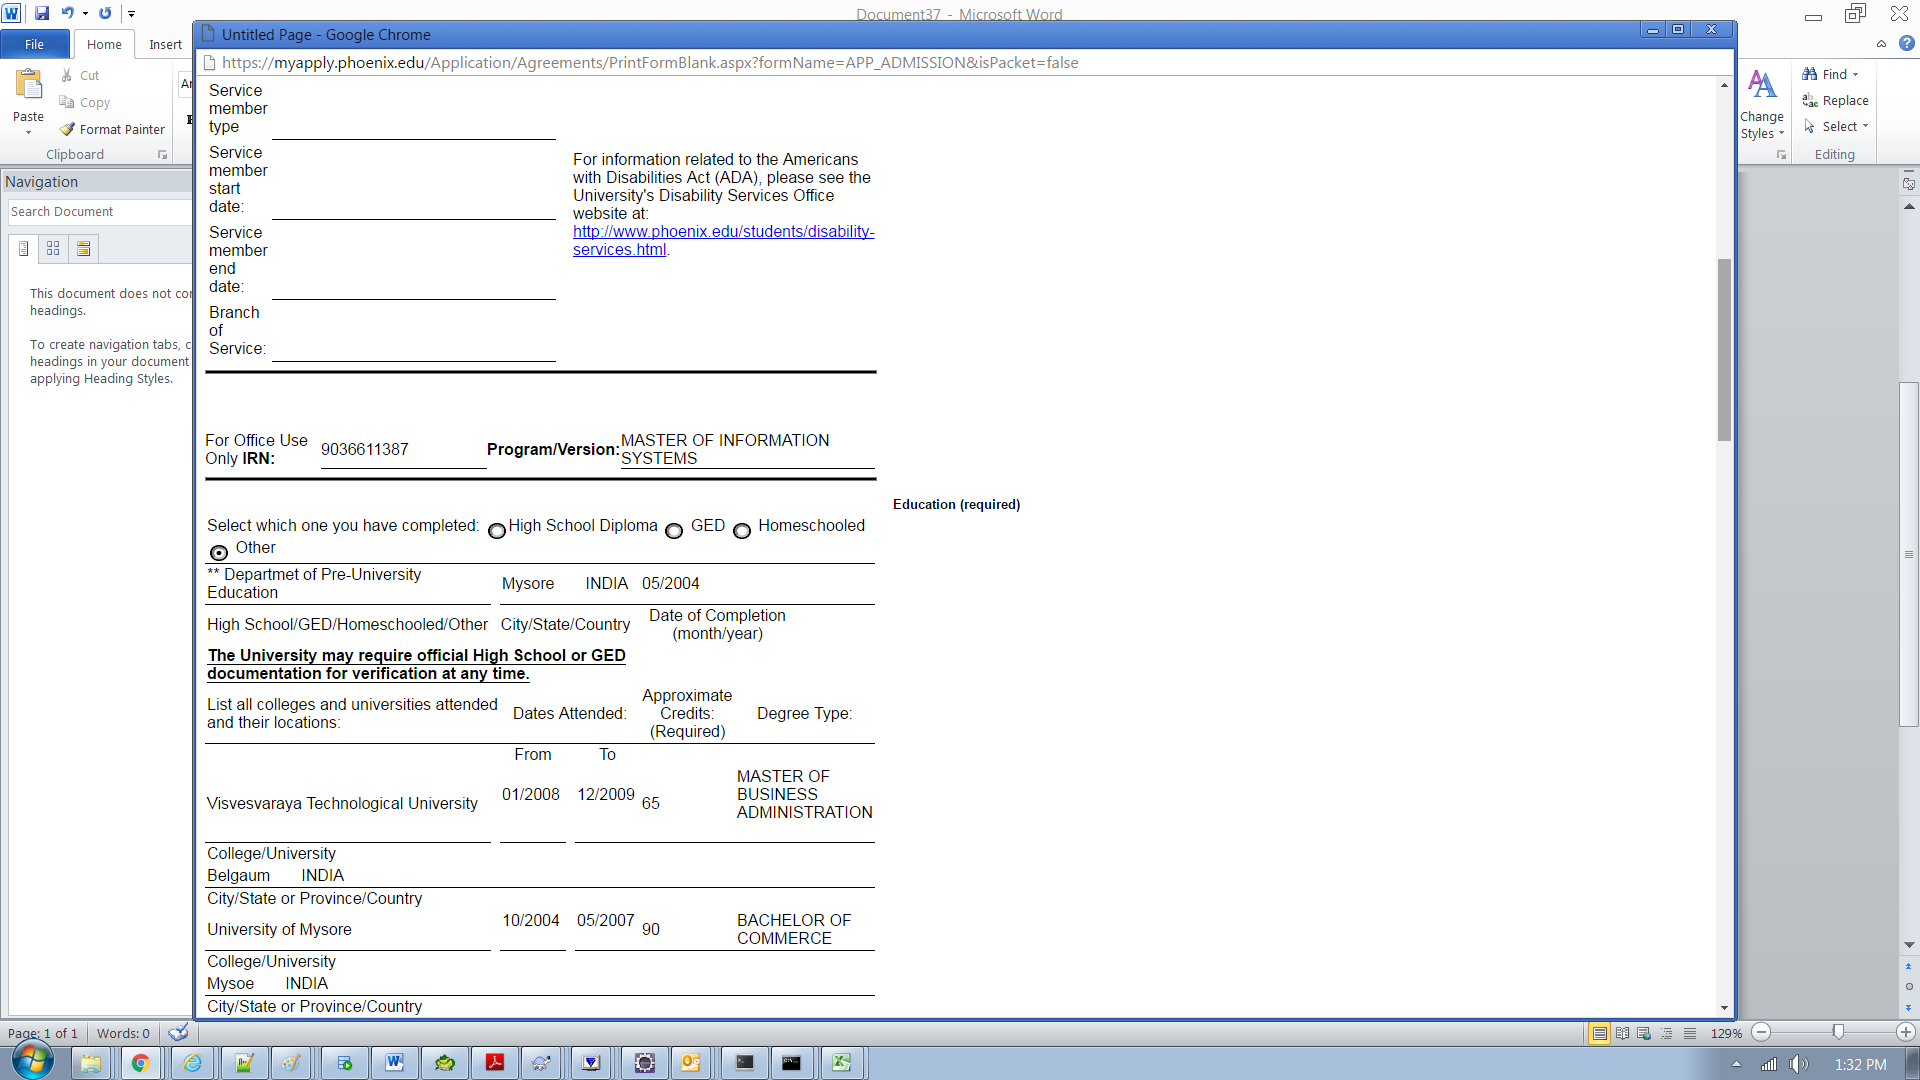 Document37 - Microsoft Word
File
Home
Insert
Untitled Page - Google Chrome
https://myapply.phoenix.edu/Application/Agreements/PrintFormBlank.aspx?formName=APP_ADMISSION&isPacket=false
Paste
Cut
Copy
Format Painter
Clipboard
Change
Styles
Find
Replace
Select
Editing
Navigation
Search Document
This document does not
headings.
To create navigation tabs,
headings in your document
applying Heading Styles.
Service
member
type
Service
member
start
date:
Service
member
end
date:
Branch
of
Service:
For information related to the Americans
with Disabilities Act (ADA), please see the
University's Disability Services Office
website at:
http://www.phoenix.edu/students/disability-
services.html.
For Office Use
Only IRN:
9036611387
Program/Version:
MASTER OF INFORMATION
SYSTEMS
Education (required)
Select which one you have completed: High School Diploma GED Homeschooled
Other
** Departmet of Pre-University
Education
Mysore INDIA 05/2004
High School/GED/Homeschooled/Other City/State/Country
Date of Completion
(month/year)
The University may require official High School or GED
documentation for verification at any time.
List all colleges and universities attended
and their locations:
Dates Attended:
Approximate
Credits:
(Required)
Degree Type:
From To
Visvesvaraya Technological University
01/2008 12/2009 65
MASTER OF
BUSINESS
ADMINISTRATION
College/University
Belgaum INDIA
City/State or Province/Country
University of Mysore
10/2004 05/2007 90
BACHELOR OF
COMMERCE
College/University
Mysoe INDIA
City/State or Province/Country
Page: 1 of 1 Words: 0
129%
1:32 PM